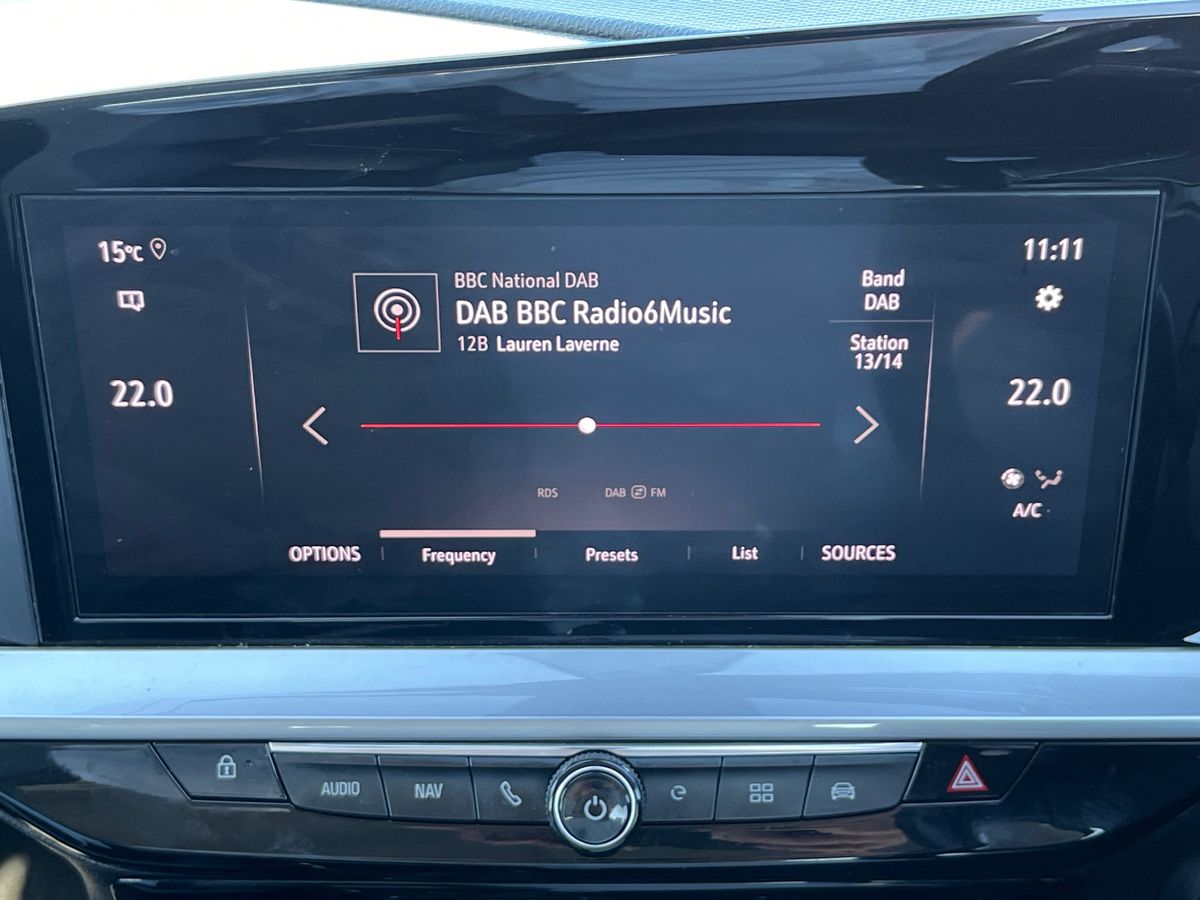 15°C
11:11
BBC National DAB
DAB BBC Radio6Music
12B Lauren Laverne
Band
DAB
Station
13/14
22.0
22.0
RDS
DAB FM
A/C
OPTIONS
Frequency
Presets
List
SOURCES
AUDIO
NAV